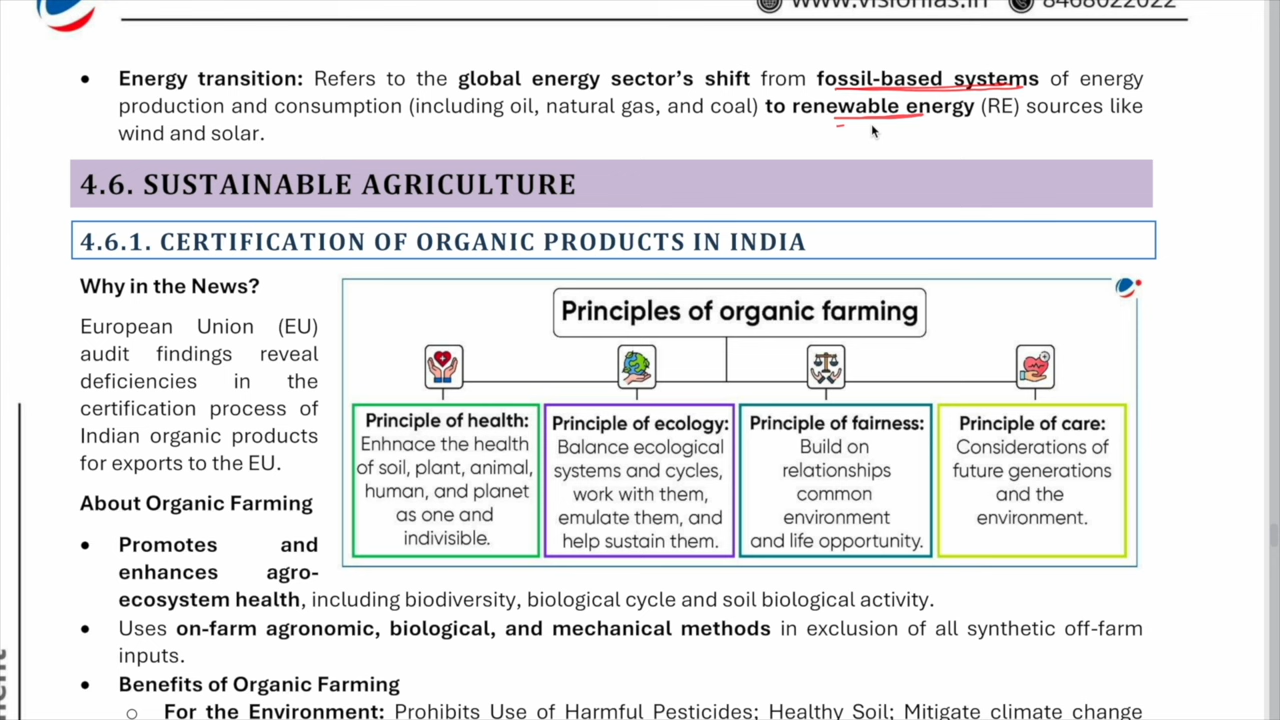 www.visionias.in 8468022022
• Energy transition: Refers to the global energy sector's shift from fossil-based systems of energy
production and consumption (including oil, natural gas, and coal) to renewable energy (RE) sources like
wind and solar.
4.6. SUSTAINABLE AGRICULTURE
4.6.1. CERTIFICATION OF ORGANIC PRODUCTS IN INDIA
Why in the News?
European Union (EU)
audit findings reveal
deficiencies in the
certification process of
Indian organic products
for exports to the EU.
Principles of organic farming
Principle of health:
Enhnace the health
of soil, plant, animal,
human, and planet
as one and
indivisible.
Principle of ecology:
Balance ecological
systems and cycles,
work with them,
emulate them, and
help sustain them.
Principle of fairness:
Build on
relationships
common
environment
and life opportunity.
Principle of care:
Considerations of
future generations
and the
environment.
About Organic Farming
• Promotes and
enhances agro-
ecosystem health, including biodiversity, biological cycle and soil biological activity.
• Uses on-farm agronomic, biological, and mechanical methods in exclusion of all synthetic off-farm
inputs.
• Benefits of Organic Farming
o For the Environment: Prohibits Use of Harmful Pesticides; Healthy Soil; Mitigate climate change